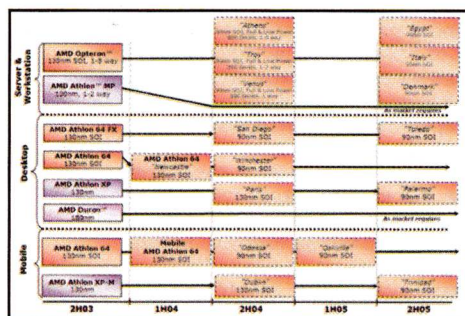 Server &
Workstation
AMD Opteron™
130nm SOI, 1-8 way
AMD Athlon™ MP
130nm, 1-2 way
"Athens"
"Troy"
"Venus"
"Egypt"
"Italy"
"Denmark"
As market requires
Desktop
AMD Athlon 64 FX
130nm SOI
"San Diego"
90nm SOI
"Toledo"
90nm SOI
AMD Athlon 64
130nm SOI
AMD Athlon 64
"Newcastle"
130nm SOI
"Winchester"
90nm SOI
AMD Athlon XP
130nm
"Paris"
130nm SOI
"Palermo"
90nm SOI
AMD Duron™
As market requires
Mobile
AMD Athlon 64
130nm SOI
Mobile
AMD Athlon 64
130nm SOI
"Odessa"
90nm SOI
"Oakville"
90nm SOI
AMD Athlon XP-M
130nm
"Dublin"
130nm SOI
"Trinidad"
90nm SOI
2H03
1H04
2H04
1H05
2H05